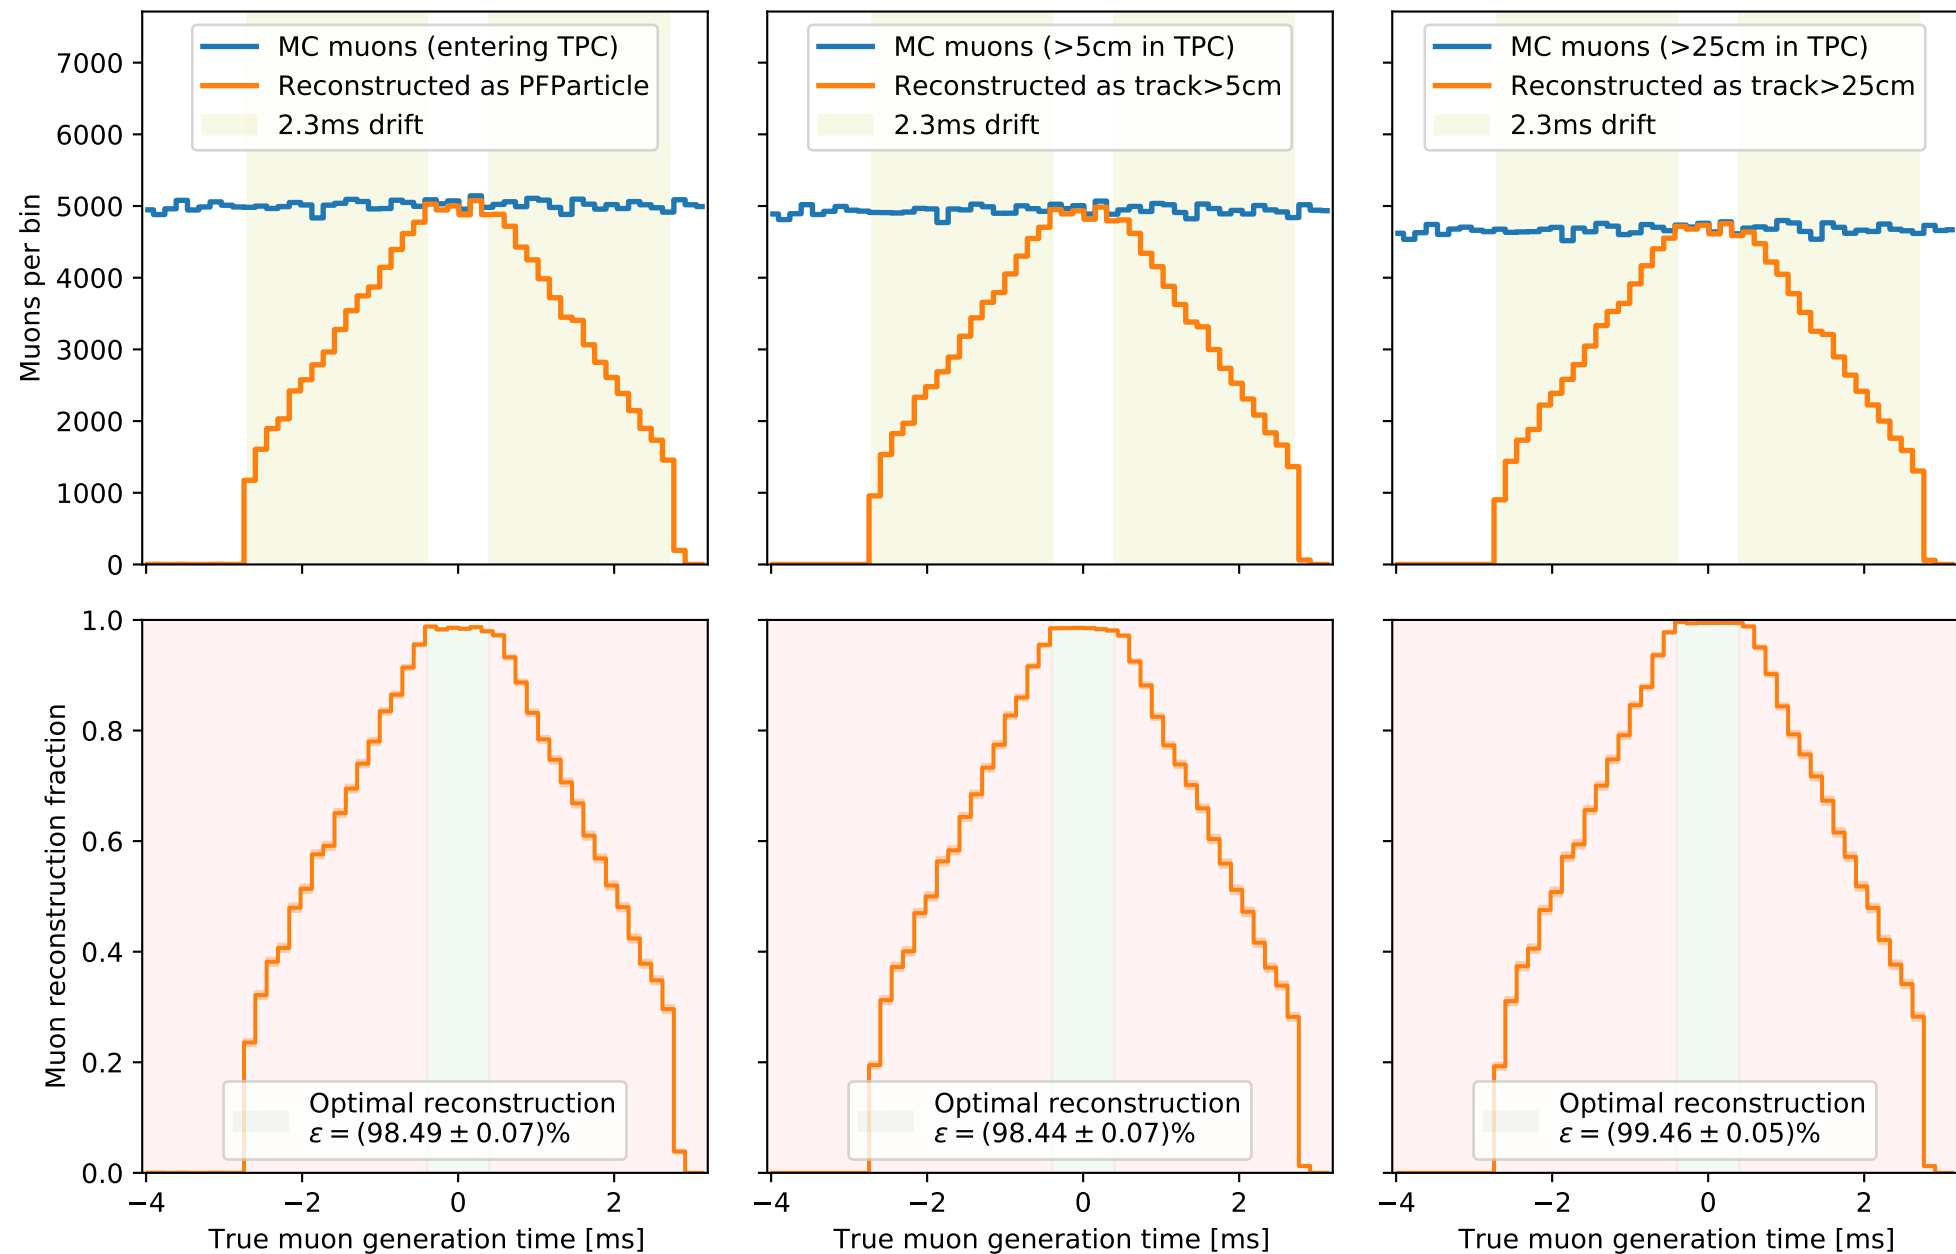 MC muons (entering TPC)
Reconstructed as PFParticle
2.3ms drift
MC muons (>5cm in TPC)
Reconstructed as track>5cm
2.3ms drift
MC muons (>25cm in TPC)
Reconstructed as track>25cm
2.3ms drift
7000
6000
5000
4000
3000
2000
1000
0
Muons per bin
1.0
0.8
0.6
0.4
0.2
0.0
Muon reconstruction fraction
Optimal reconstruction
ε = (98.49 ± 0.07)%
Optimal reconstruction
ε = (98.44 ± 0.07)%
Optimal reconstruction
ε = (99.46 ± 0.05)%
−4 −2 0 2
−4 −2 0 2
−4 −2 0 2
True muon generation time [ms]
True muon generation time [ms]
True muon generation time [ms]